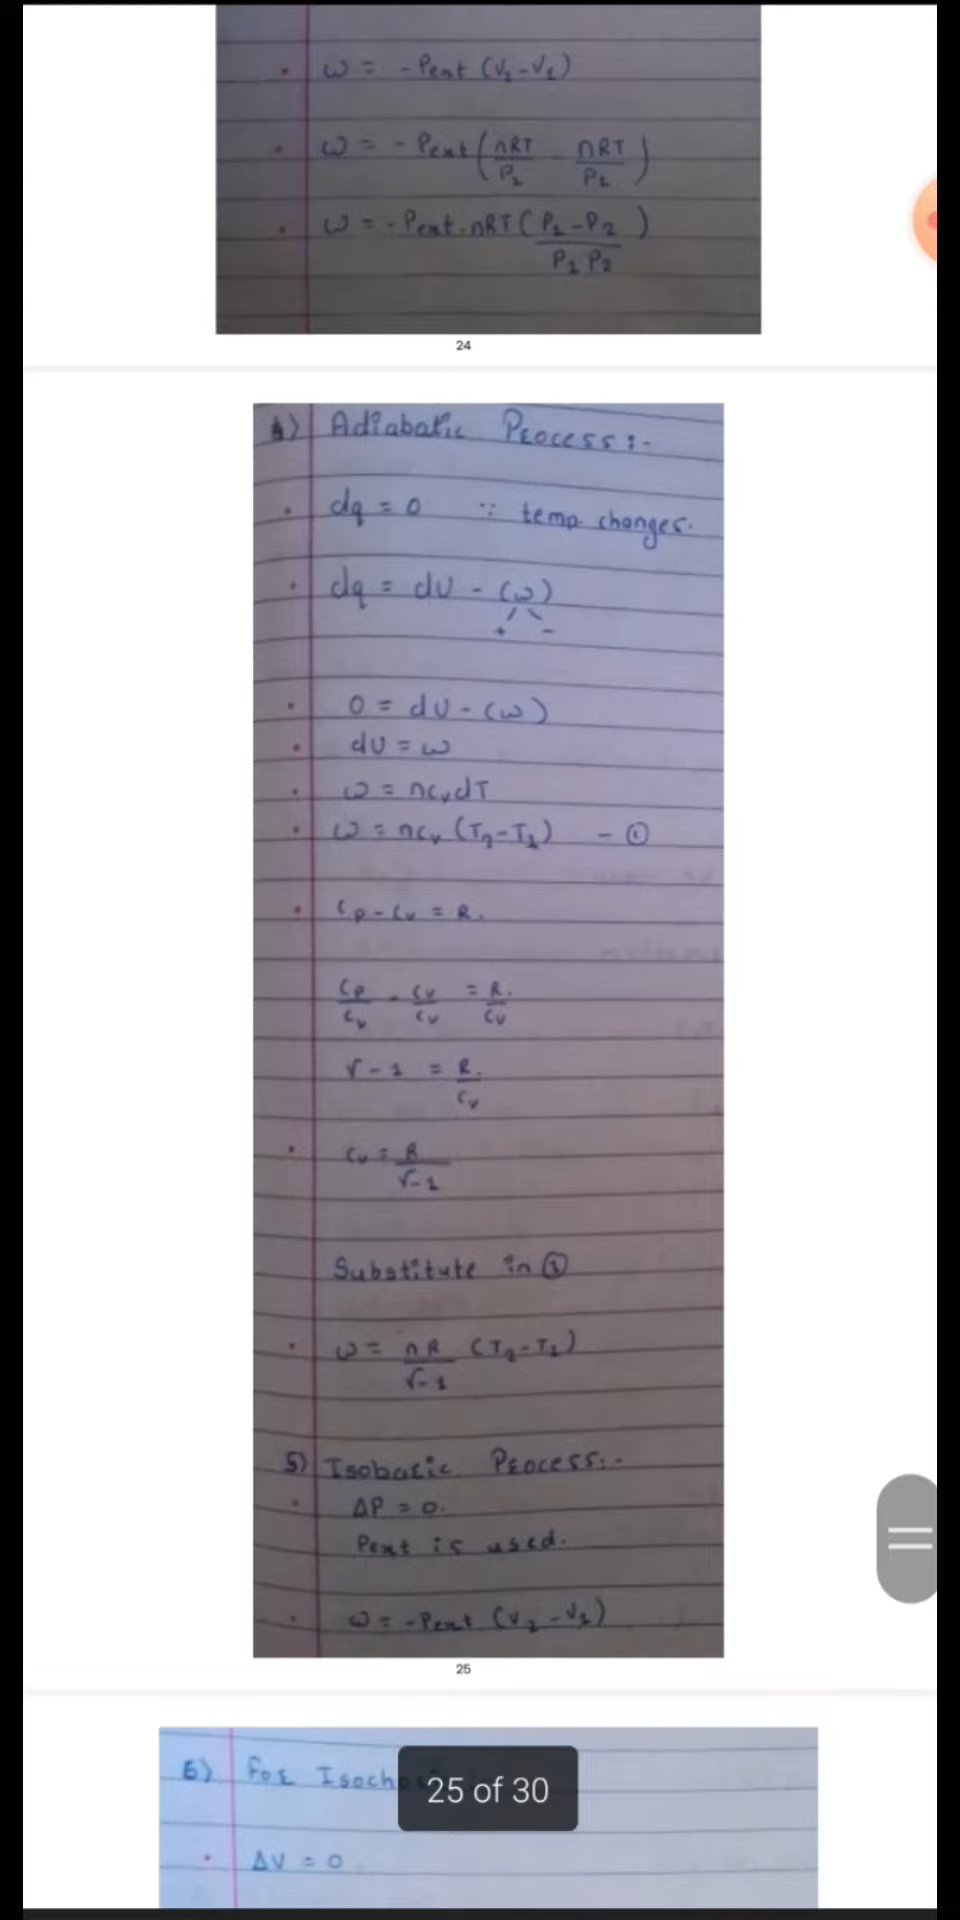 • ω = -Pext (V₂-V₁)
• ω = - Pext (nRT/P₂ - nRT/P₁)
• ω = -Pext.nRT (P₁-P₂ / P₁ P₂)
24
4) Adiabatic Process:-
• dq = 0 ∵ temp. changes.
• dq = dU - (ω)
+ -
• 0 = dU - (ω)
• dU = ω
• ω = ncᵥdT
• ω = ncᵥ (T₂-T₁) - ①
• Cp - Cv = R.
Cp/Cv - Cv/Cv = R./Cv
γ - 1 = R./Cv
• Cv = R/γ-1
Substitute in ①
• ω = nR/γ-1 (T₂-T₁)
5) Isobaric Process:-
• ΔP = 0.
Pext is used.
• ω = -Pext (V₂-V₁)
25
6) For
25 of 30
• ΔV = 0